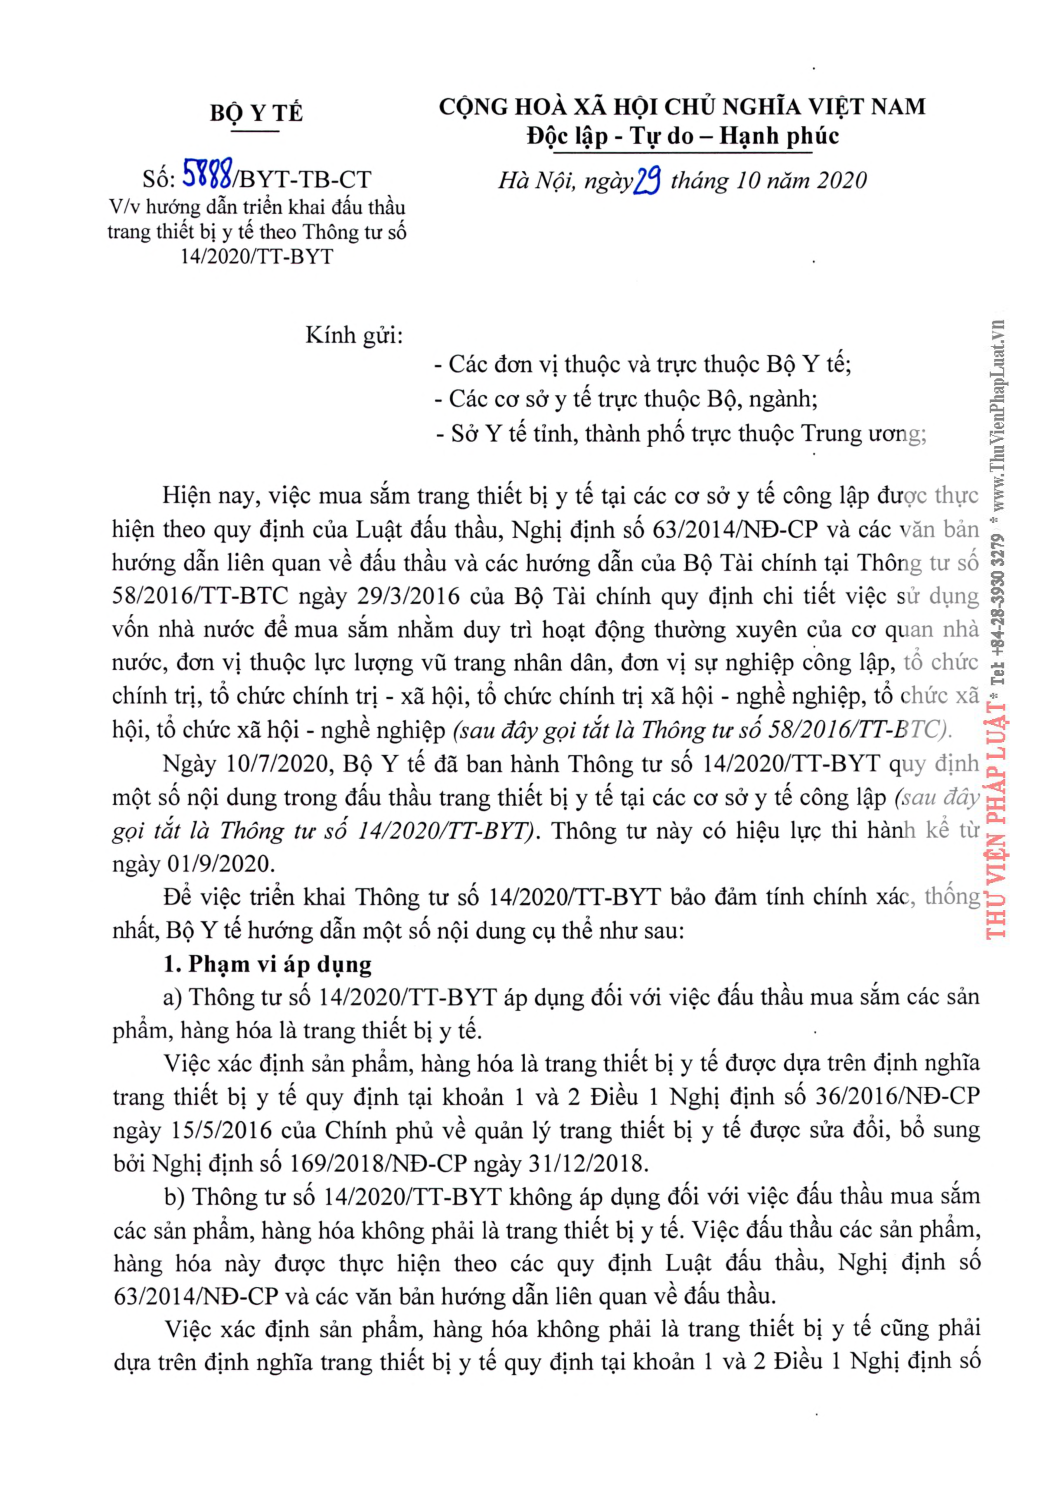 BỘ Y TẾ
CỘNG HOÀ XÃ HỘI CHỦ NGHĨA VIỆT NAM
Độc lập - Tự do – Hạnh phúc
Số: 5888/BYT-TB-CT
Hà Nội, ngày 29 tháng 10 năm 2020
V/v hướng dẫn triển khai đấu thầu
trang thiết bị y tế theo Thông tư số
14/2020/TT-BYT
Kính gửi:
- Các đơn vị thuộc và trực thuộc Bộ Y tế;
- Các cơ sở y tế trực thuộc Bộ, ngành;
- Sở Y tế tỉnh, thành phố trực thuộc Trung ương;
Hiện nay, việc mua sắm trang thiết bị y tế tại các cơ sở y tế công lập được thực
hiện theo quy định của Luật đấu thầu, Nghị định số 63/2014/NĐ-CP và các văn bản
hướng dẫn liên quan về đấu thầu và các hướng dẫn của Bộ Tài chính tại Thông tư số
58/2016/TT-BTC ngày 29/3/2016 của Bộ Tài chính quy định chi tiết việc sử dụng
vốn nhà nước để mua sắm nhằm duy trì hoạt động thường xuyên của cơ quan nhà
nước, đơn vị thuộc lực lượng vũ trang nhân dân, đơn vị sự nghiệp công lập, tổ chức
chính trị, tổ chức chính trị - xã hội, tổ chức chính trị xã hội - nghề nghiệp, tổ chức xã
hội, tổ chức xã hội - nghề nghiệp (sau đây gọi tắt là Thông tư số 58/2016/TT-BTC).
Ngày 10/7/2020, Bộ Y tế đã ban hành Thông tư số 14/2020/TT-BYT quy định
một số nội dung trong đấu thầu trang thiết bị y tế tại các cơ sở y tế công lập (sau đây
gọi tắt là Thông tư số 14/2020/TT-BYT). Thông tư này có hiệu lực thi hành kể từ
ngày 01/9/2020.
Để việc triển khai Thông tư số 14/2020/TT-BYT bảo đảm tính chính xác, thống
nhất, Bộ Y tế hướng dẫn một số nội dung cụ thể như sau:
1. Phạm vi áp dụng
a) Thông tư số 14/2020/TT-BYT áp dụng đối với việc đấu thầu mua sắm các sản
phẩm, hàng hóa là trang thiết bị y tế.
Việc xác định sản phẩm, hàng hóa là trang thiết bị y tế được dựa trên định nghĩa
trang thiết bị y tế quy định tại khoản 1 và 2 Điều 1 Nghị định số 36/2016/NĐ-CP
ngày 15/5/2016 của Chính phủ về quản lý trang thiết bị y tế được sửa đổi, bổ sung
bởi Nghị định số 169/2018/NĐ-CP ngày 31/12/2018.
b) Thông tư số 14/2020/TT-BYT không áp dụng đối với việc đấu thầu mua sắm
các sản phẩm, hàng hóa không phải là trang thiết bị y tế. Việc đấu thầu các sản phẩm,
hàng hóa này được thực hiện theo các quy định Luật đấu thầu, Nghị định số
63/2014/NĐ-CP và các văn bản hướng dẫn liên quan về đấu thầu.
Việc xác định sản phẩm, hàng hóa không phải là trang thiết bị y tế cũng phải
dựa trên định nghĩa trang thiết bị y tế quy định tại khoản 1 và 2 Điều 1 Nghị định số
THƯ VIỆN PHÁP LUẬT * Tel: +84-28-3930 3279 * www.ThuVienPhapLuat.vn